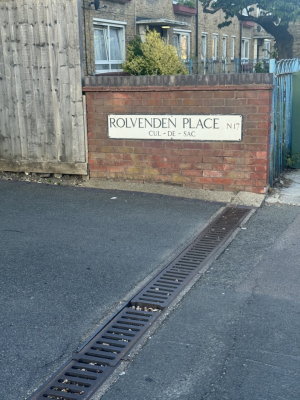 ROLVENDEN PLACE N17
CUL-DE-SAC